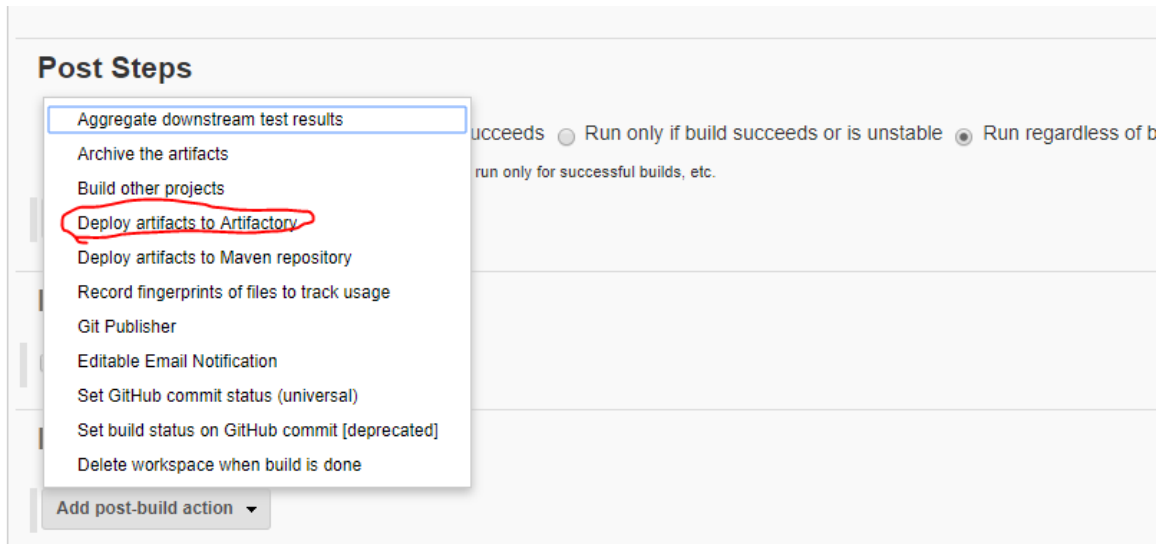 Post Steps
Aggregate downstream test results
ucceeds Run only if build succeeds or is unstable Run regardless of b
Archive the artifacts
run only for successful builds, etc.
Build other projects
Deploy artifacts to Artifactory
Deploy artifacts to Maven repository
Record fingerprints of files to track usage
Git Publisher
Editable Email Notification
Set GitHub commit status (universal)
Set build status on GitHub commit [deprecated]
Delete workspace when build is done
Add post-build action